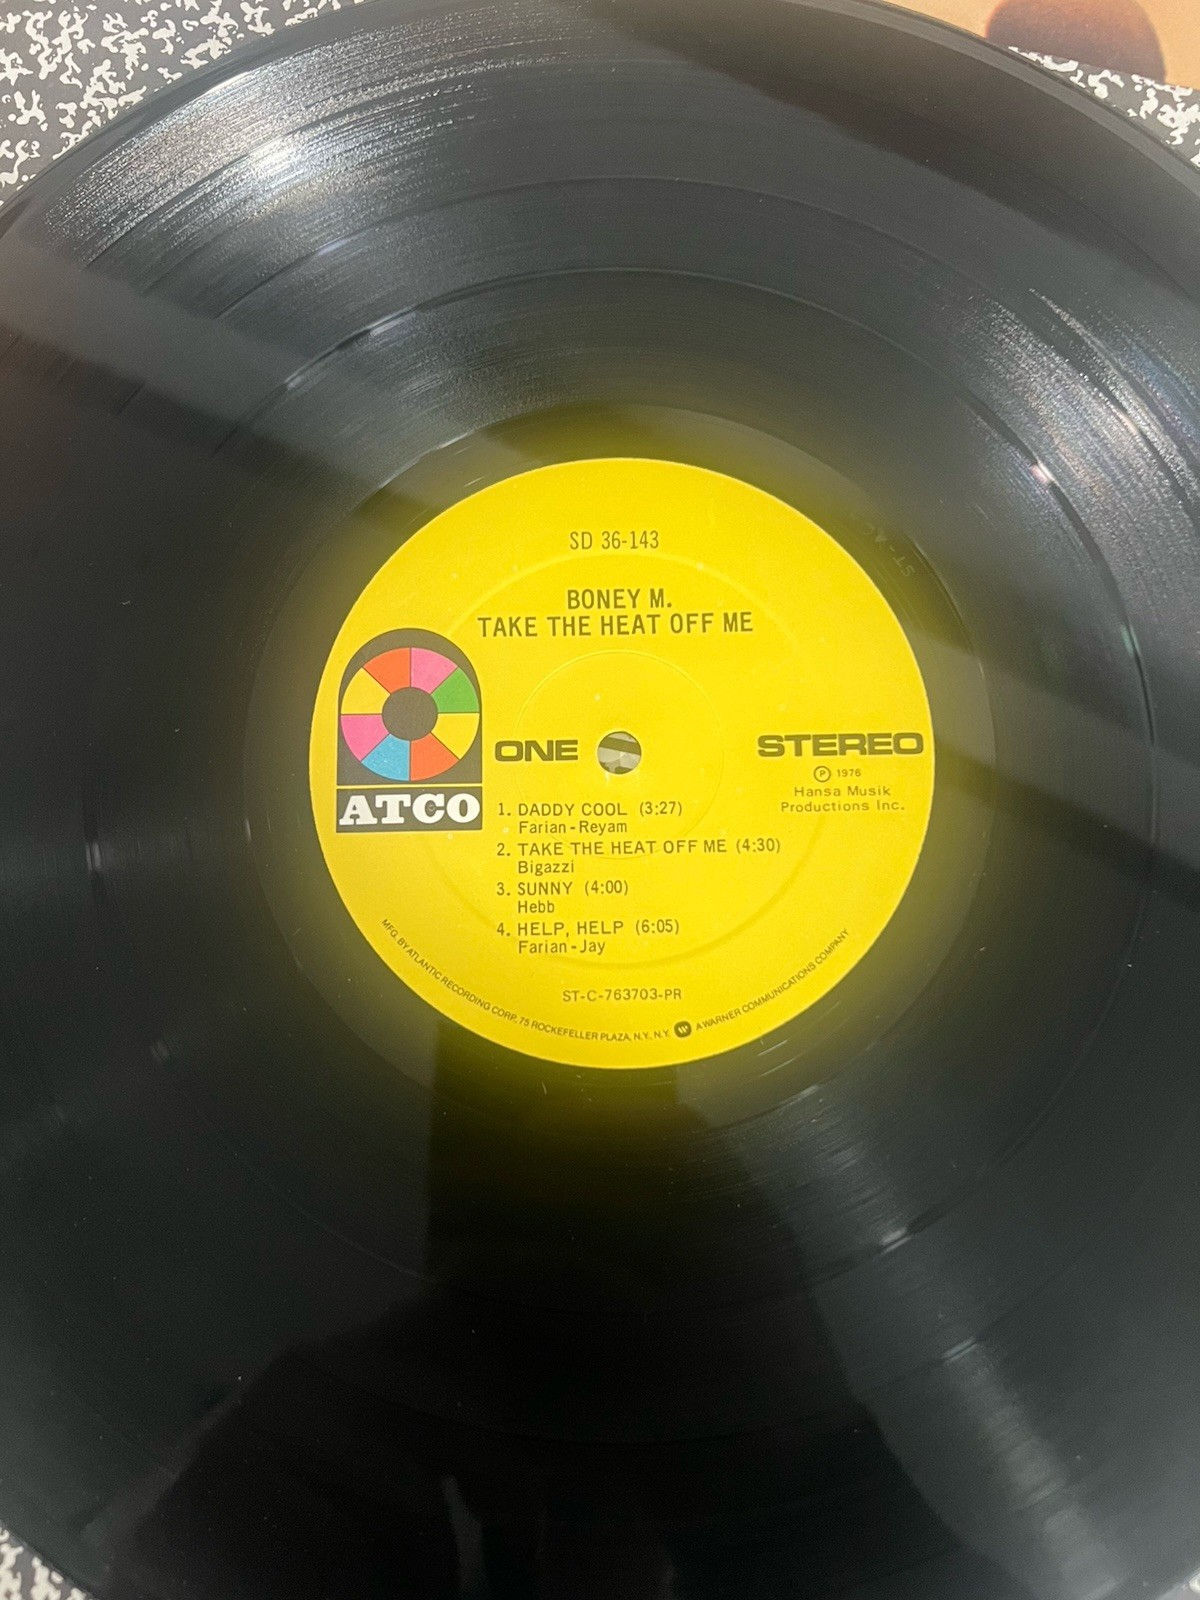 SD 36-143
BONEY M.
TAKE THE HEAT OFF ME
ATCO
ONE
STEREO
Ⓟ 1976
Hansa Musik
Productions Inc.
1. DADDY COOL (3:27)
Farian-Reyam
2. TAKE THE HEAT OFF ME (4:30)
Bigazzi
3. SUNNY (4:00)
Hebb
4. HELP, HELP (6:05)
Farian-Jay
ST-C-763703-PR
MFG. BY ATLANTIC RECORDING CORP., 75 ROCKEFELLER PLAZA, N.Y., N.Y. A WARNER COMMUNICATIONS COMPANY